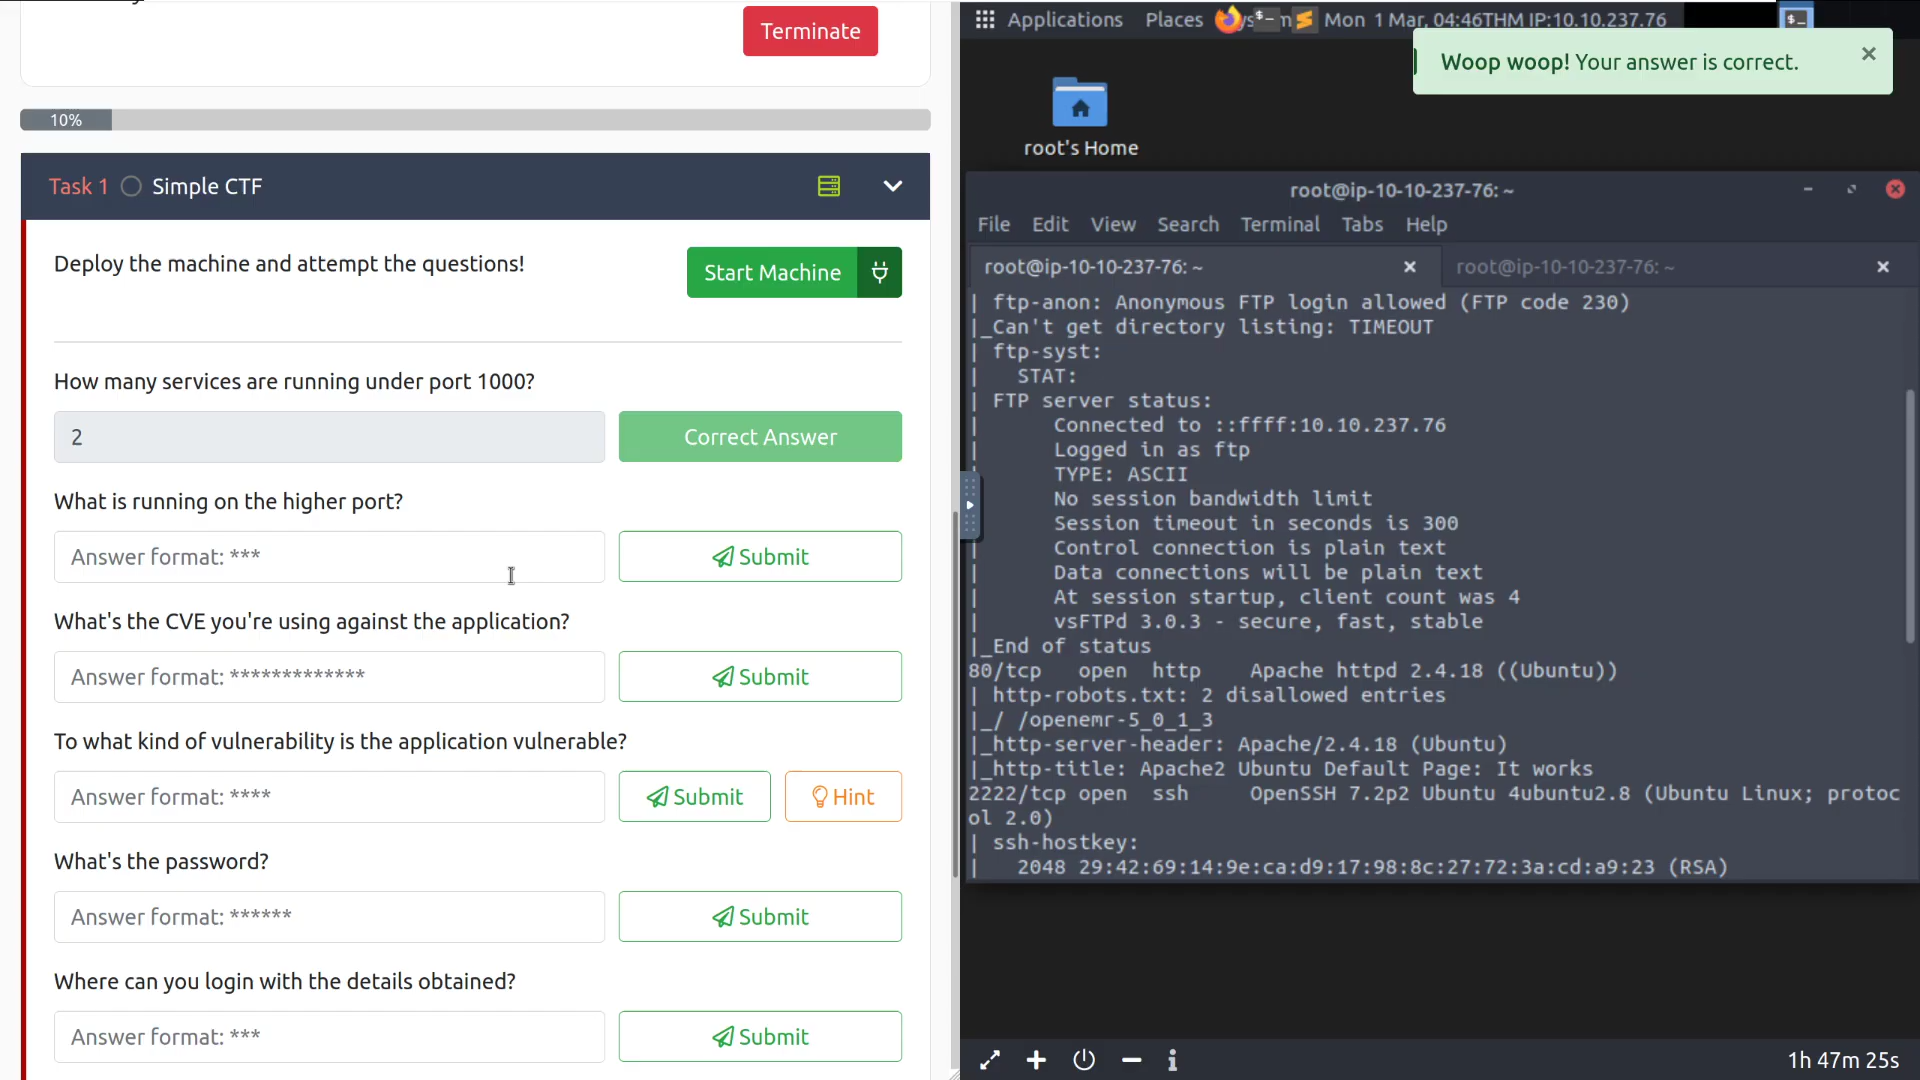 Terminate
10%
Task 1 Simple CTF
Deploy the machine and attempt the questions!
Start Machine
How many services are running under port 1000?
2
Correct Answer
What is running on the higher port?
Answer format: ***
Submit
What's the CVE you're using against the application?
Answer format: *************
Submit
To what kind of vulnerability is the application vulnerable?
Answer format: ****
Submit
Hint
What's the password?
Answer format: ******
Submit
Where can you login with the details obtained?
Answer format: ***
Submit
Applications Places Mon 1 Mar, 04:46 THM IP:10.10.237.76
Woop woop! Your answer is correct.
root's Home
root@ip-10-10-237-76: ~
File Edit View Search Terminal Tabs Help
root@ip-10-10-237-76: ~
root@ip-10-10-237-76: ~
| ftp-anon: Anonymous FTP login allowed (FTP code 230)
|_Can't get directory listing: TIMEOUT
| ftp-syst:
|   STAT:
| FTP server status:
|      Connected to ::ffff:10.10.237.76
|      Logged in as ftp
|      TYPE: ASCII
|      No session bandwidth limit
|      Session timeout in seconds is 300
|      Control connection is plain text
|      Data connections will be plain text
|      At session startup, client count was 4
|      vsFTPd 3.0.3 - secure, fast, stable
|_End of status
80/tcp   open  http    Apache httpd 2.4.18 ((Ubuntu))
| http-robots.txt: 2 disallowed entries
|_/ /openemr-5_0_1_3
|_http-server-header: Apache/2.4.18 (Ubuntu)
|_http-title: Apache2 Ubuntu Default Page: It works
2222/tcp open  ssh     OpenSSH 7.2p2 Ubuntu 4ubuntu2.8 (Ubuntu Linux; protoc
ol 2.0)
| ssh-hostkey:
|   2048 29:42:69:14:9e:ca:d9:17:98:8c:27:72:3a:cd:a9:23 (RSA)
1h 47m 25s